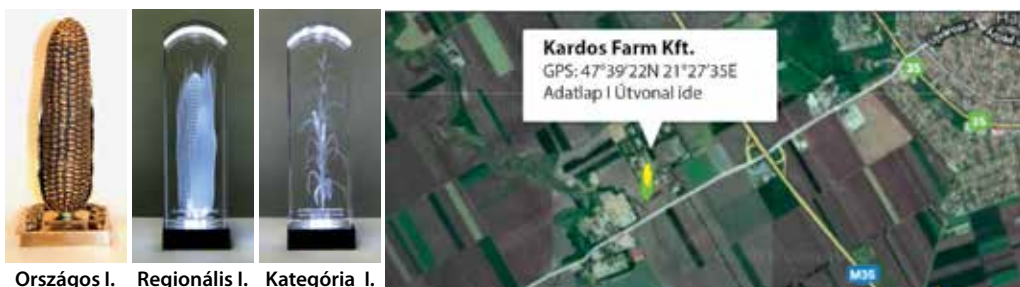 Országos I.
Regionális I.
Kategória I.
Kardos Farm Kft.
GPS: 47°39'22N 21°27'35E
Adatlap I Útvonal ide
35
35
M35